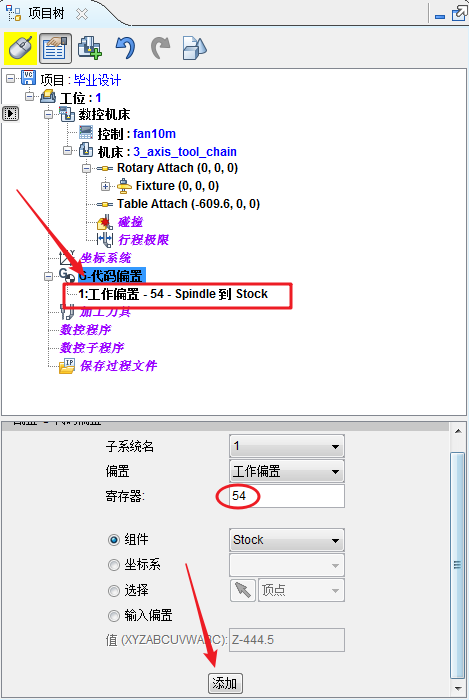 项目树
项目 : 毕业设计
工位 : 1
数控机床
控制 : fan10m
机床 : 3_axis_tool_chain
Rotary Attach (0, 0, 0)
Fixture (0, 0, 0)
Table Attach (-609.6, 0, 0)
碰撞
行程极限
坐标系统
G-代码偏置
1:工作偏置 - 54 - Spindle 到 Stock
加工刀具
数控程序
数控子程序
保存过程文件
子系统名 1
偏置 工作偏置
寄存器: 54
组件 Stock
坐标系
选择 顶点
输入偏置
值 (XYZABCUVWABC): Z-444.5
添加